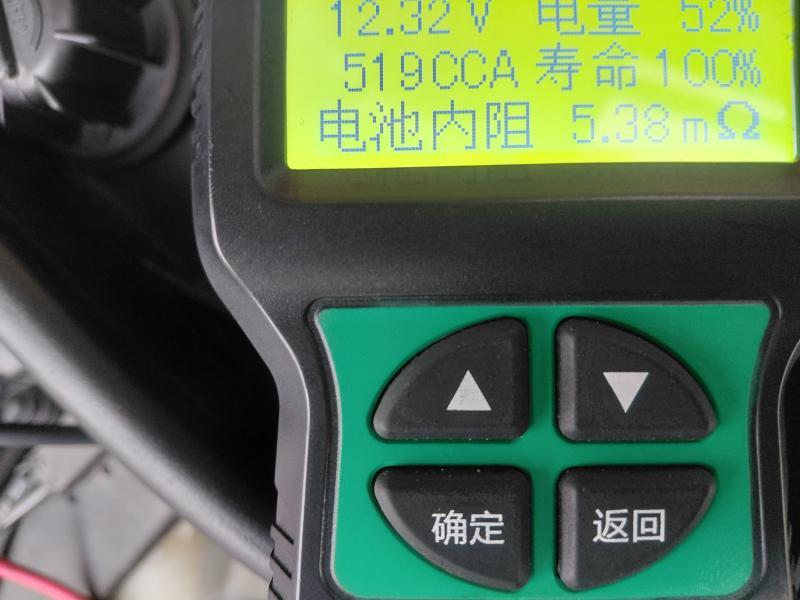 12.32V 电量 52%
519CCA 寿命100%
电池内阻 5.38mΩ
确定 返回